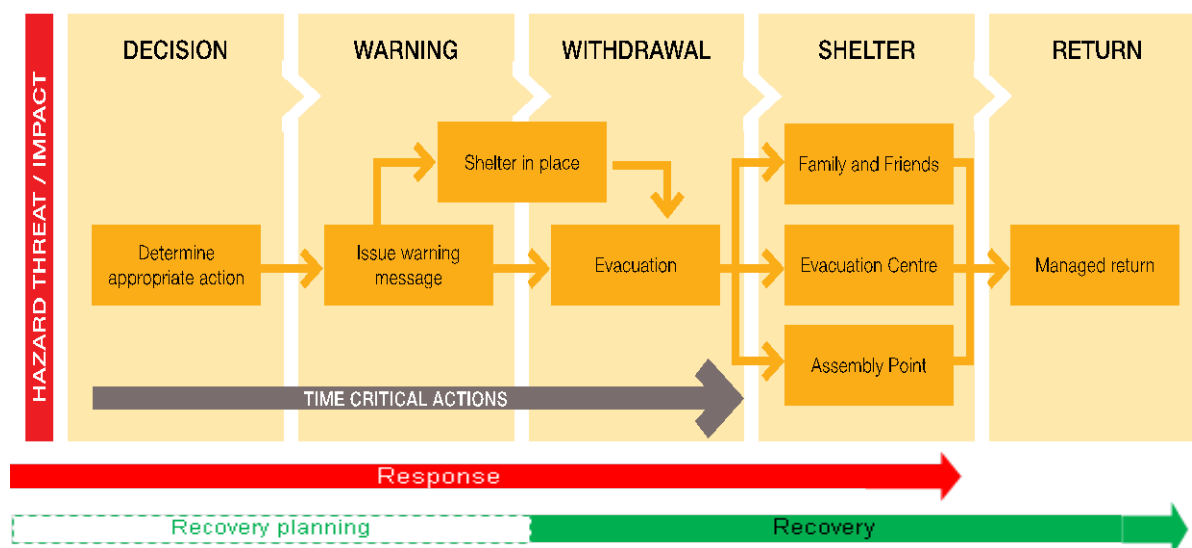 HAZARD THREAT / IMPACT
DECISION
WARNING
WITHDRAWAL
SHELTER
RETURN
Shelter in place
Family and Friends
Determine
appropriate action
Issue warning
message
Evacuation
Evacuation Centre
Managed return
Assembly Point
TIME CRITICAL ACTIONS
Response
Recovery planning
Recovery